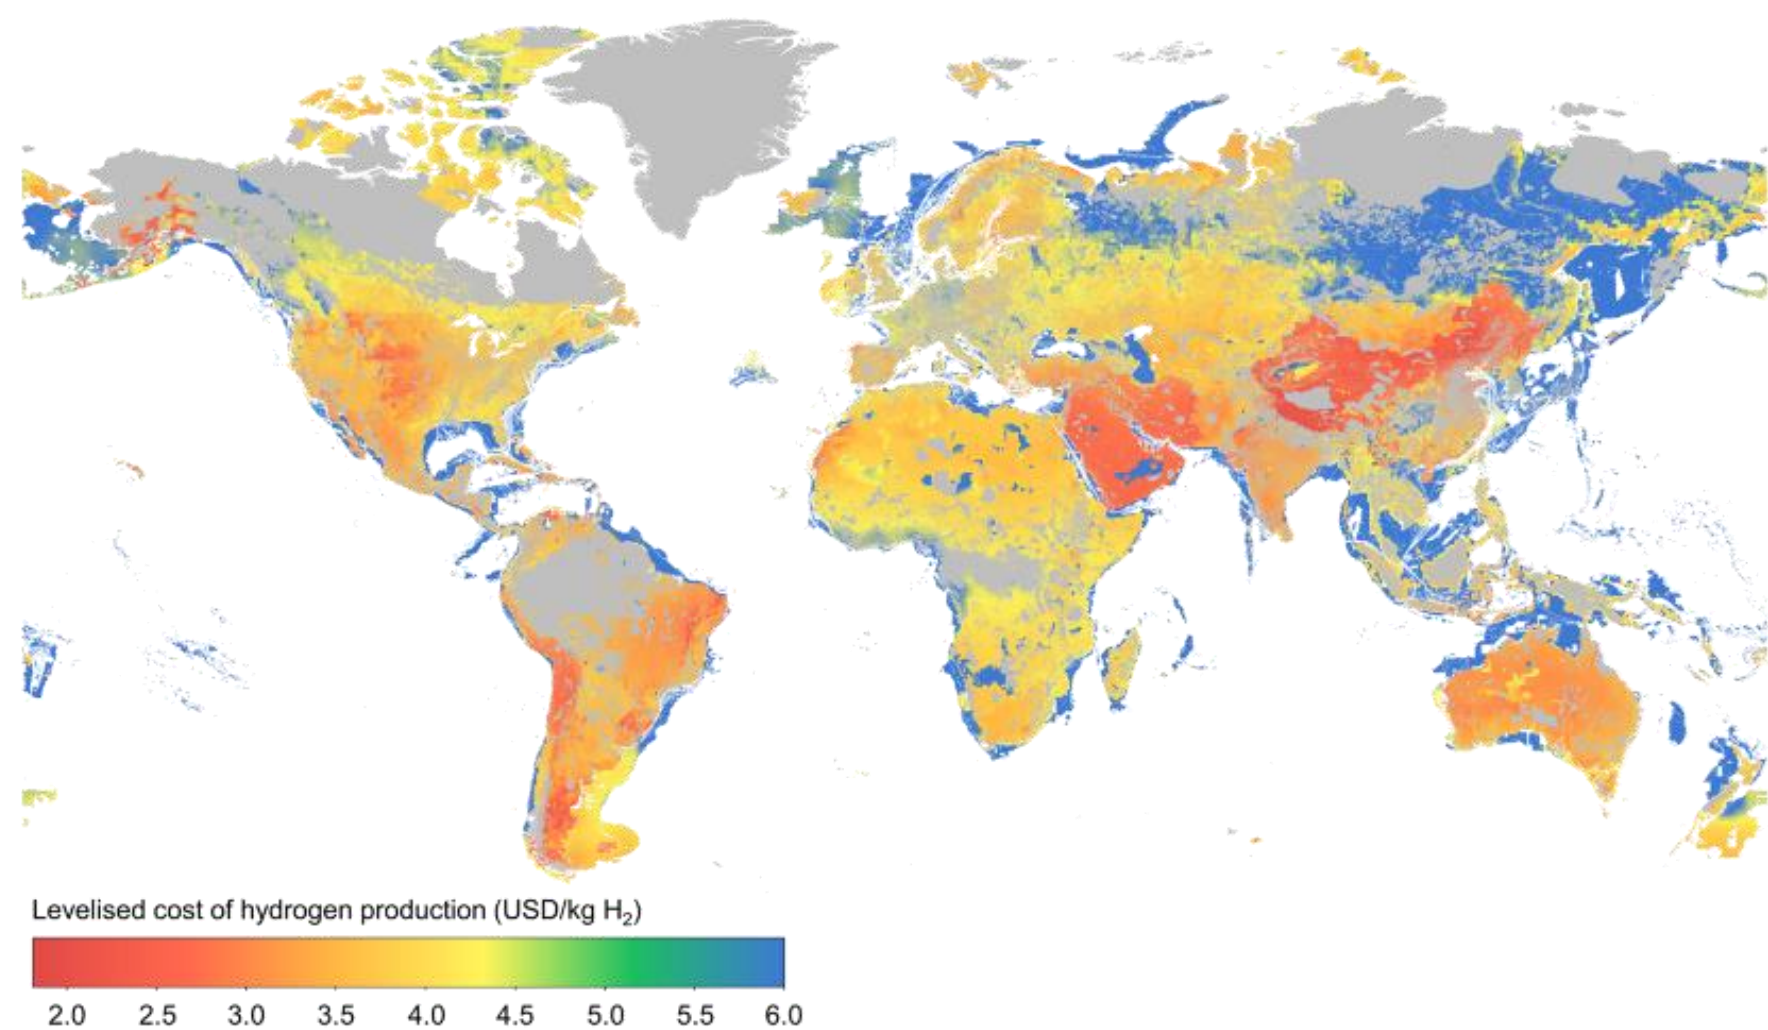 Levelised cost of hydrogen production (USD/kg H₂)
2.0 2.5 3.0 3.5 4.0 4.5 5.0 5.5 6.0